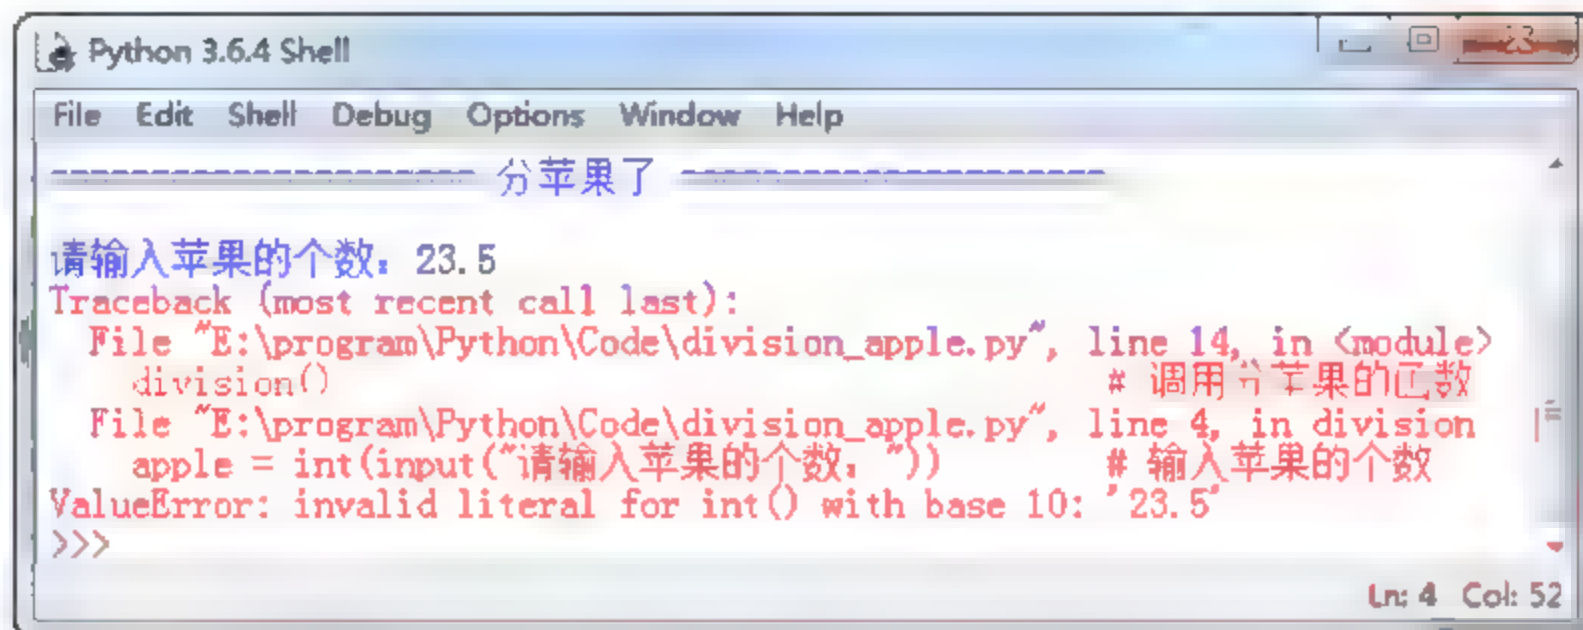 Python 3.6.4 Shell
File Edit Shell Debug Options Window Help
---------------------- 分苹果了 ----------------------
请输入苹果的个数：23.5
Traceback (most recent call last):
  File "E:\program\Python\Code\division_apple.py", line 14, in <module>
    division()                                        # 调用分苹果的函数
  File "E:\program\Python\Code\division_apple.py", line 4, in division
    apple = int(input("请输入苹果的个数："))        # 输入苹果的个数
ValueError: invalid literal for int() with base 10: '23.5'
>>>
Ln: 4 Col: 52